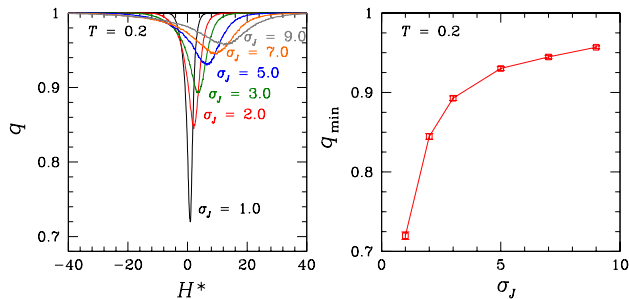 T = 0.2
σJ = 9.0
σJ = 7.0
σJ = 5.0
σJ = 3.0
σJ = 2.0
σJ = 1.0
1
0.9
0.8
0.7
q
−40
−20
0
20
40
H*
T = 0.2
1
0.9
0.8
0.7
qmin
0
5
10
σJ